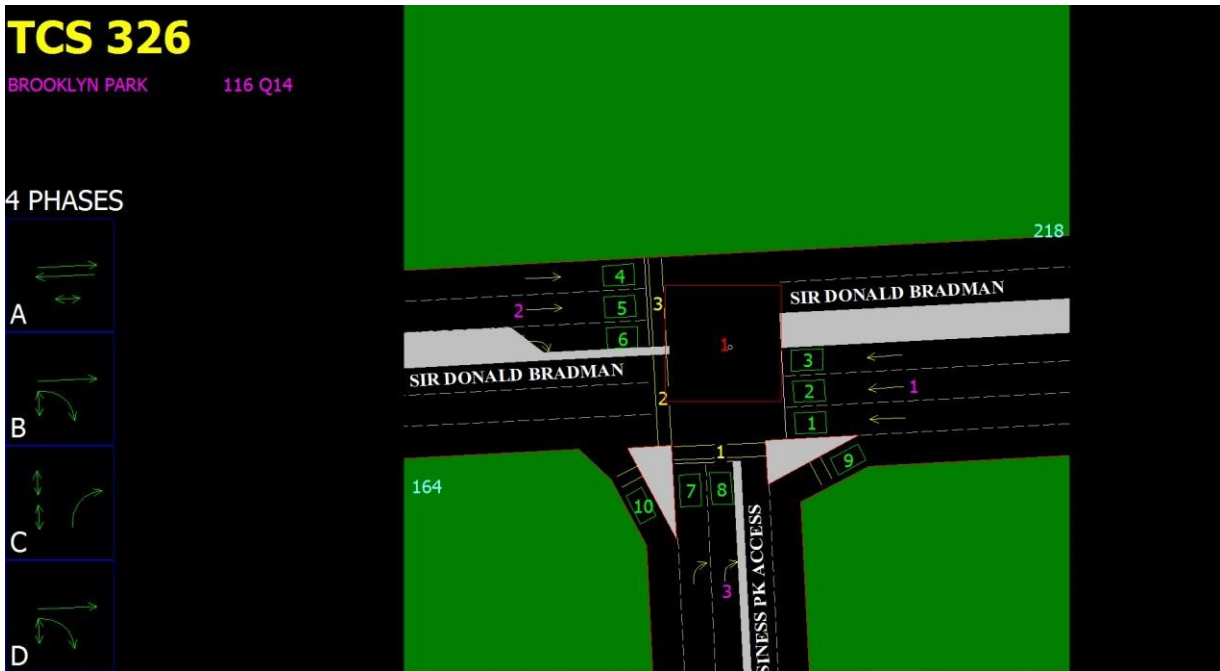 TCS 326
BROOKLYN PARK 116 Q14
4 PHASES
A
B
C
D
218
4
5
6
2
3
1
SIR DONALD BRADMAN
SIR DONALD BRADMAN
3
2
1
1
2
1
9
164
7
8
10
3
SINESS PK ACCESS